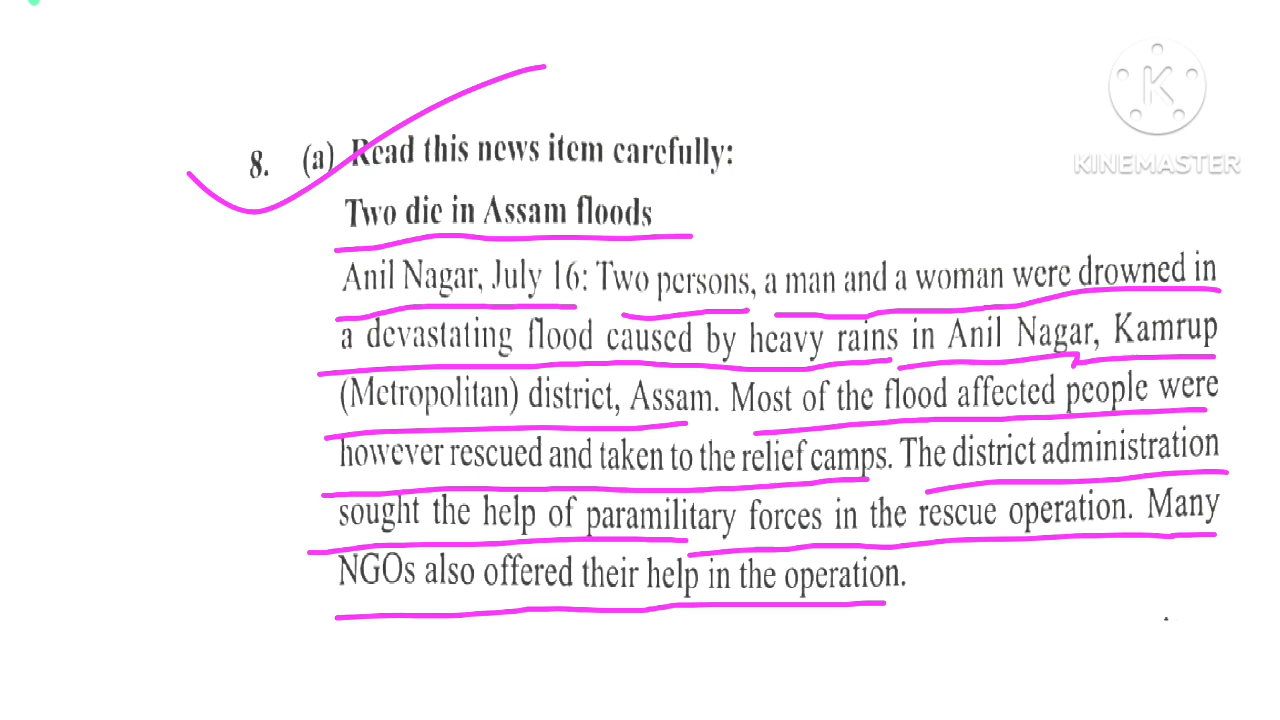 KINEMASTER
8. (a) Read this news item carefully:
Two die in Assam floods
Anil Nagar, July 16: Two persons, a man and a woman were drowned in
a devastating flood caused by heavy rains in Anil Nagar, Kamrup
(Metropolitan) district, Assam. Most of the flood affected people were
however rescued and taken to the relief camps. The district administration
sought the help of paramilitary forces in the rescue operation. Many
NGOs also offered their help in the operation.